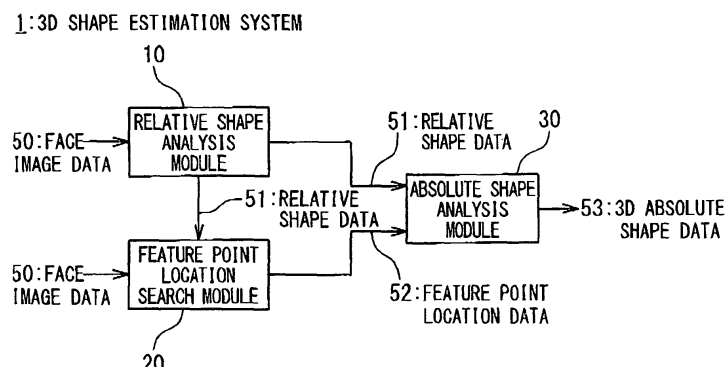 1:3D SHAPE ESTIMATION SYSTEM
10
RELATIVE SHAPE
ANALYSIS
MODULE
50:FACE
IMAGE DATA
51:RELATIVE
SHAPE DATA
30
51:RELATIVE
SHAPE DATA
ABSOLUTE SHAPE
ANALYSIS
MODULE
53:3D ABSOLUTE
SHAPE DATA
50:FACE
IMAGE DATA
FEATURE POINT
LOCATION
SEARCH MODULE
52:FEATURE POINT
LOCATION DATA
20